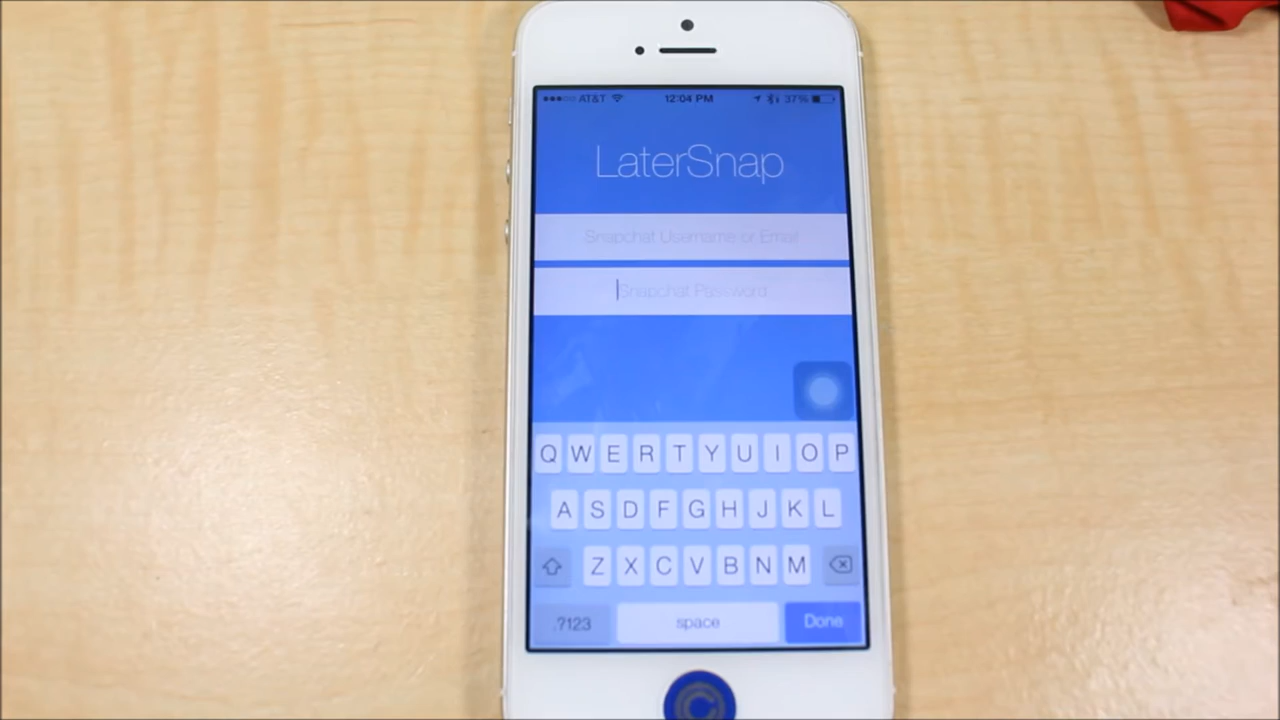 AT&T 12:04 PM 37%
LaterSnap
Snapchat Username or Email
Snapchat Password
Q W E R T Y U I O P
A S D F G H J K L
Z X C V B N M
.?123 space Done